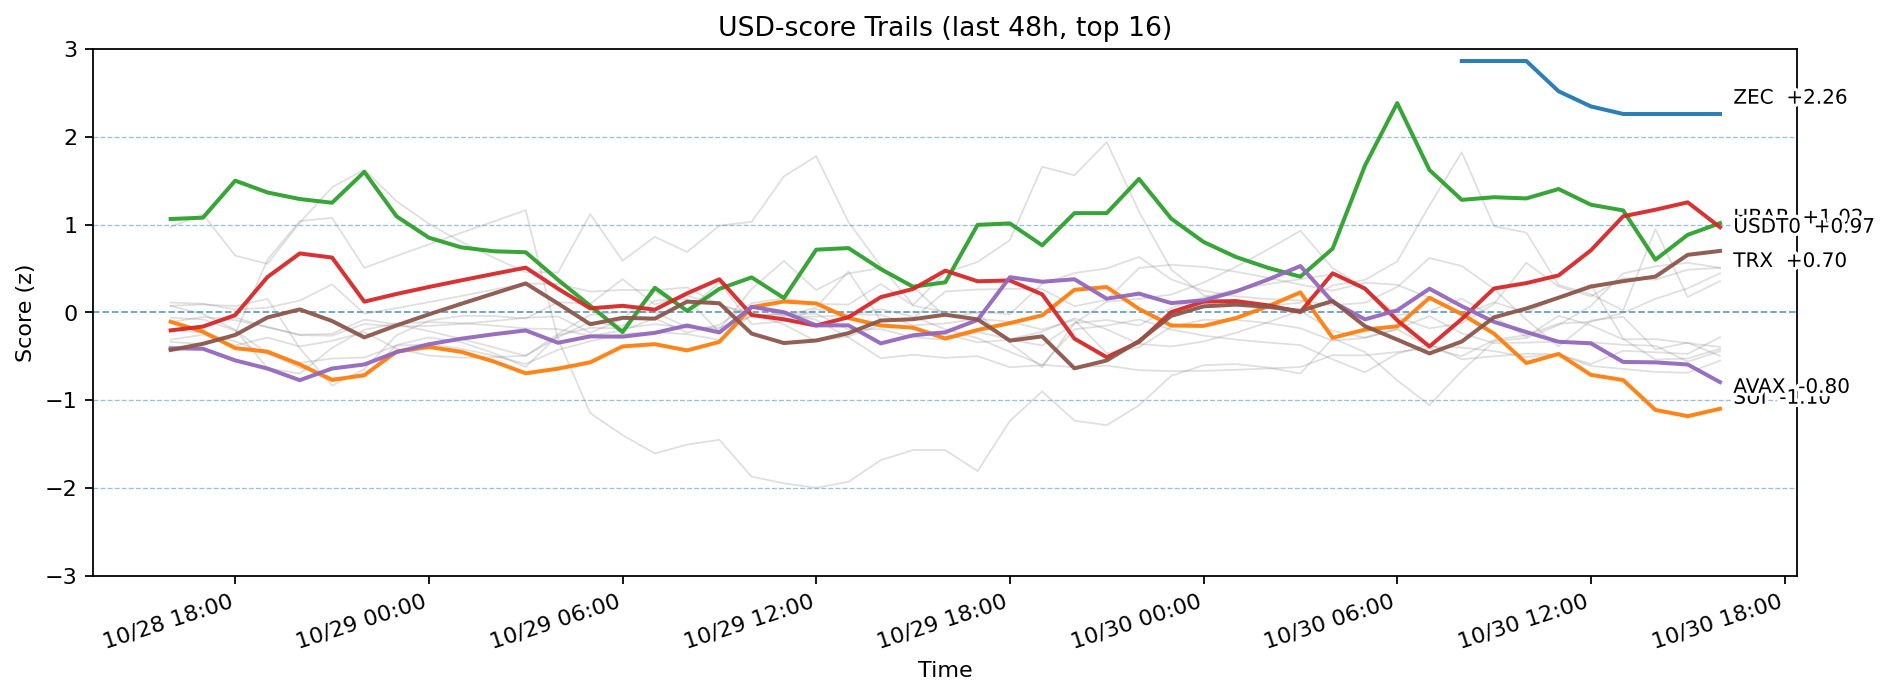 USD-score Trails (last 48h, top 16)
Score (z)
3
2
1
0
−1
−2
−3
ZEC +2.26
USDT0 +0.97
TRX +0.70
AVAX -0.80
-1.10
10/28 18:00
10/29 00:00
10/29 06:00
10/29 12:00
10/29 18:00
10/30 00:00
10/30 06:00
10/30 12:00
10/30 18:00
Time